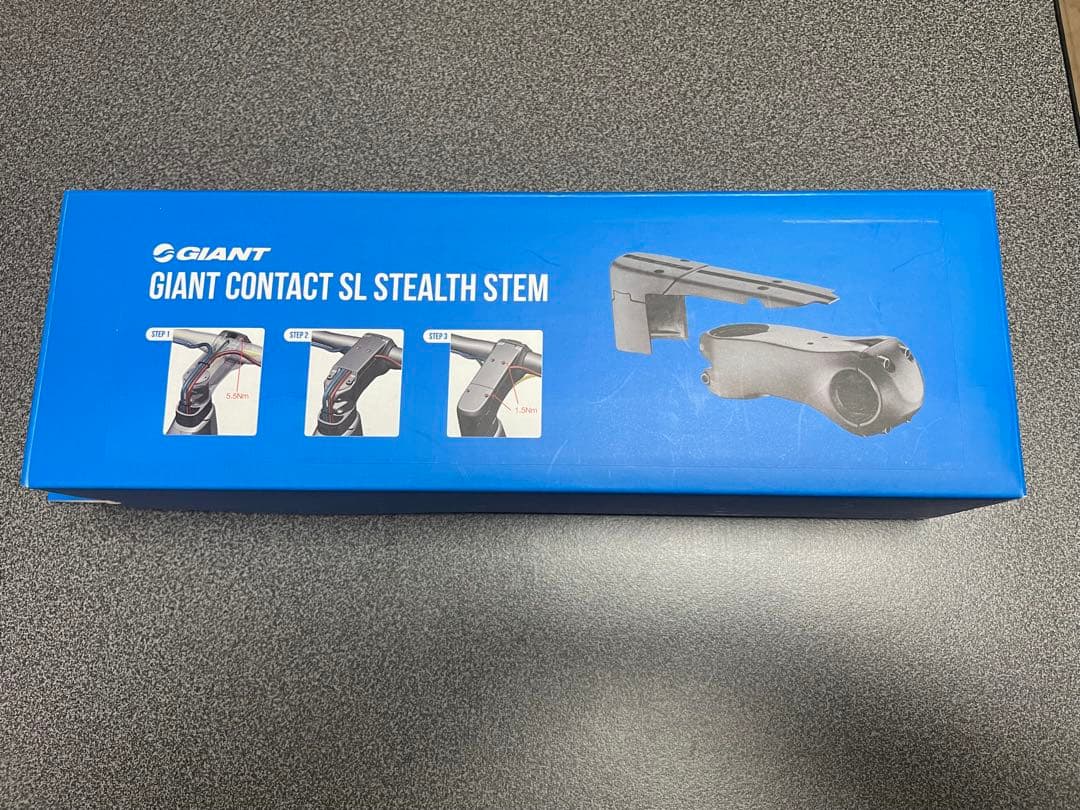 GIANT
GIANT CONTACT SL STEALTH STEM
STEP 1
STEP 2
STEP 3
5.5Nm
1.5Nm